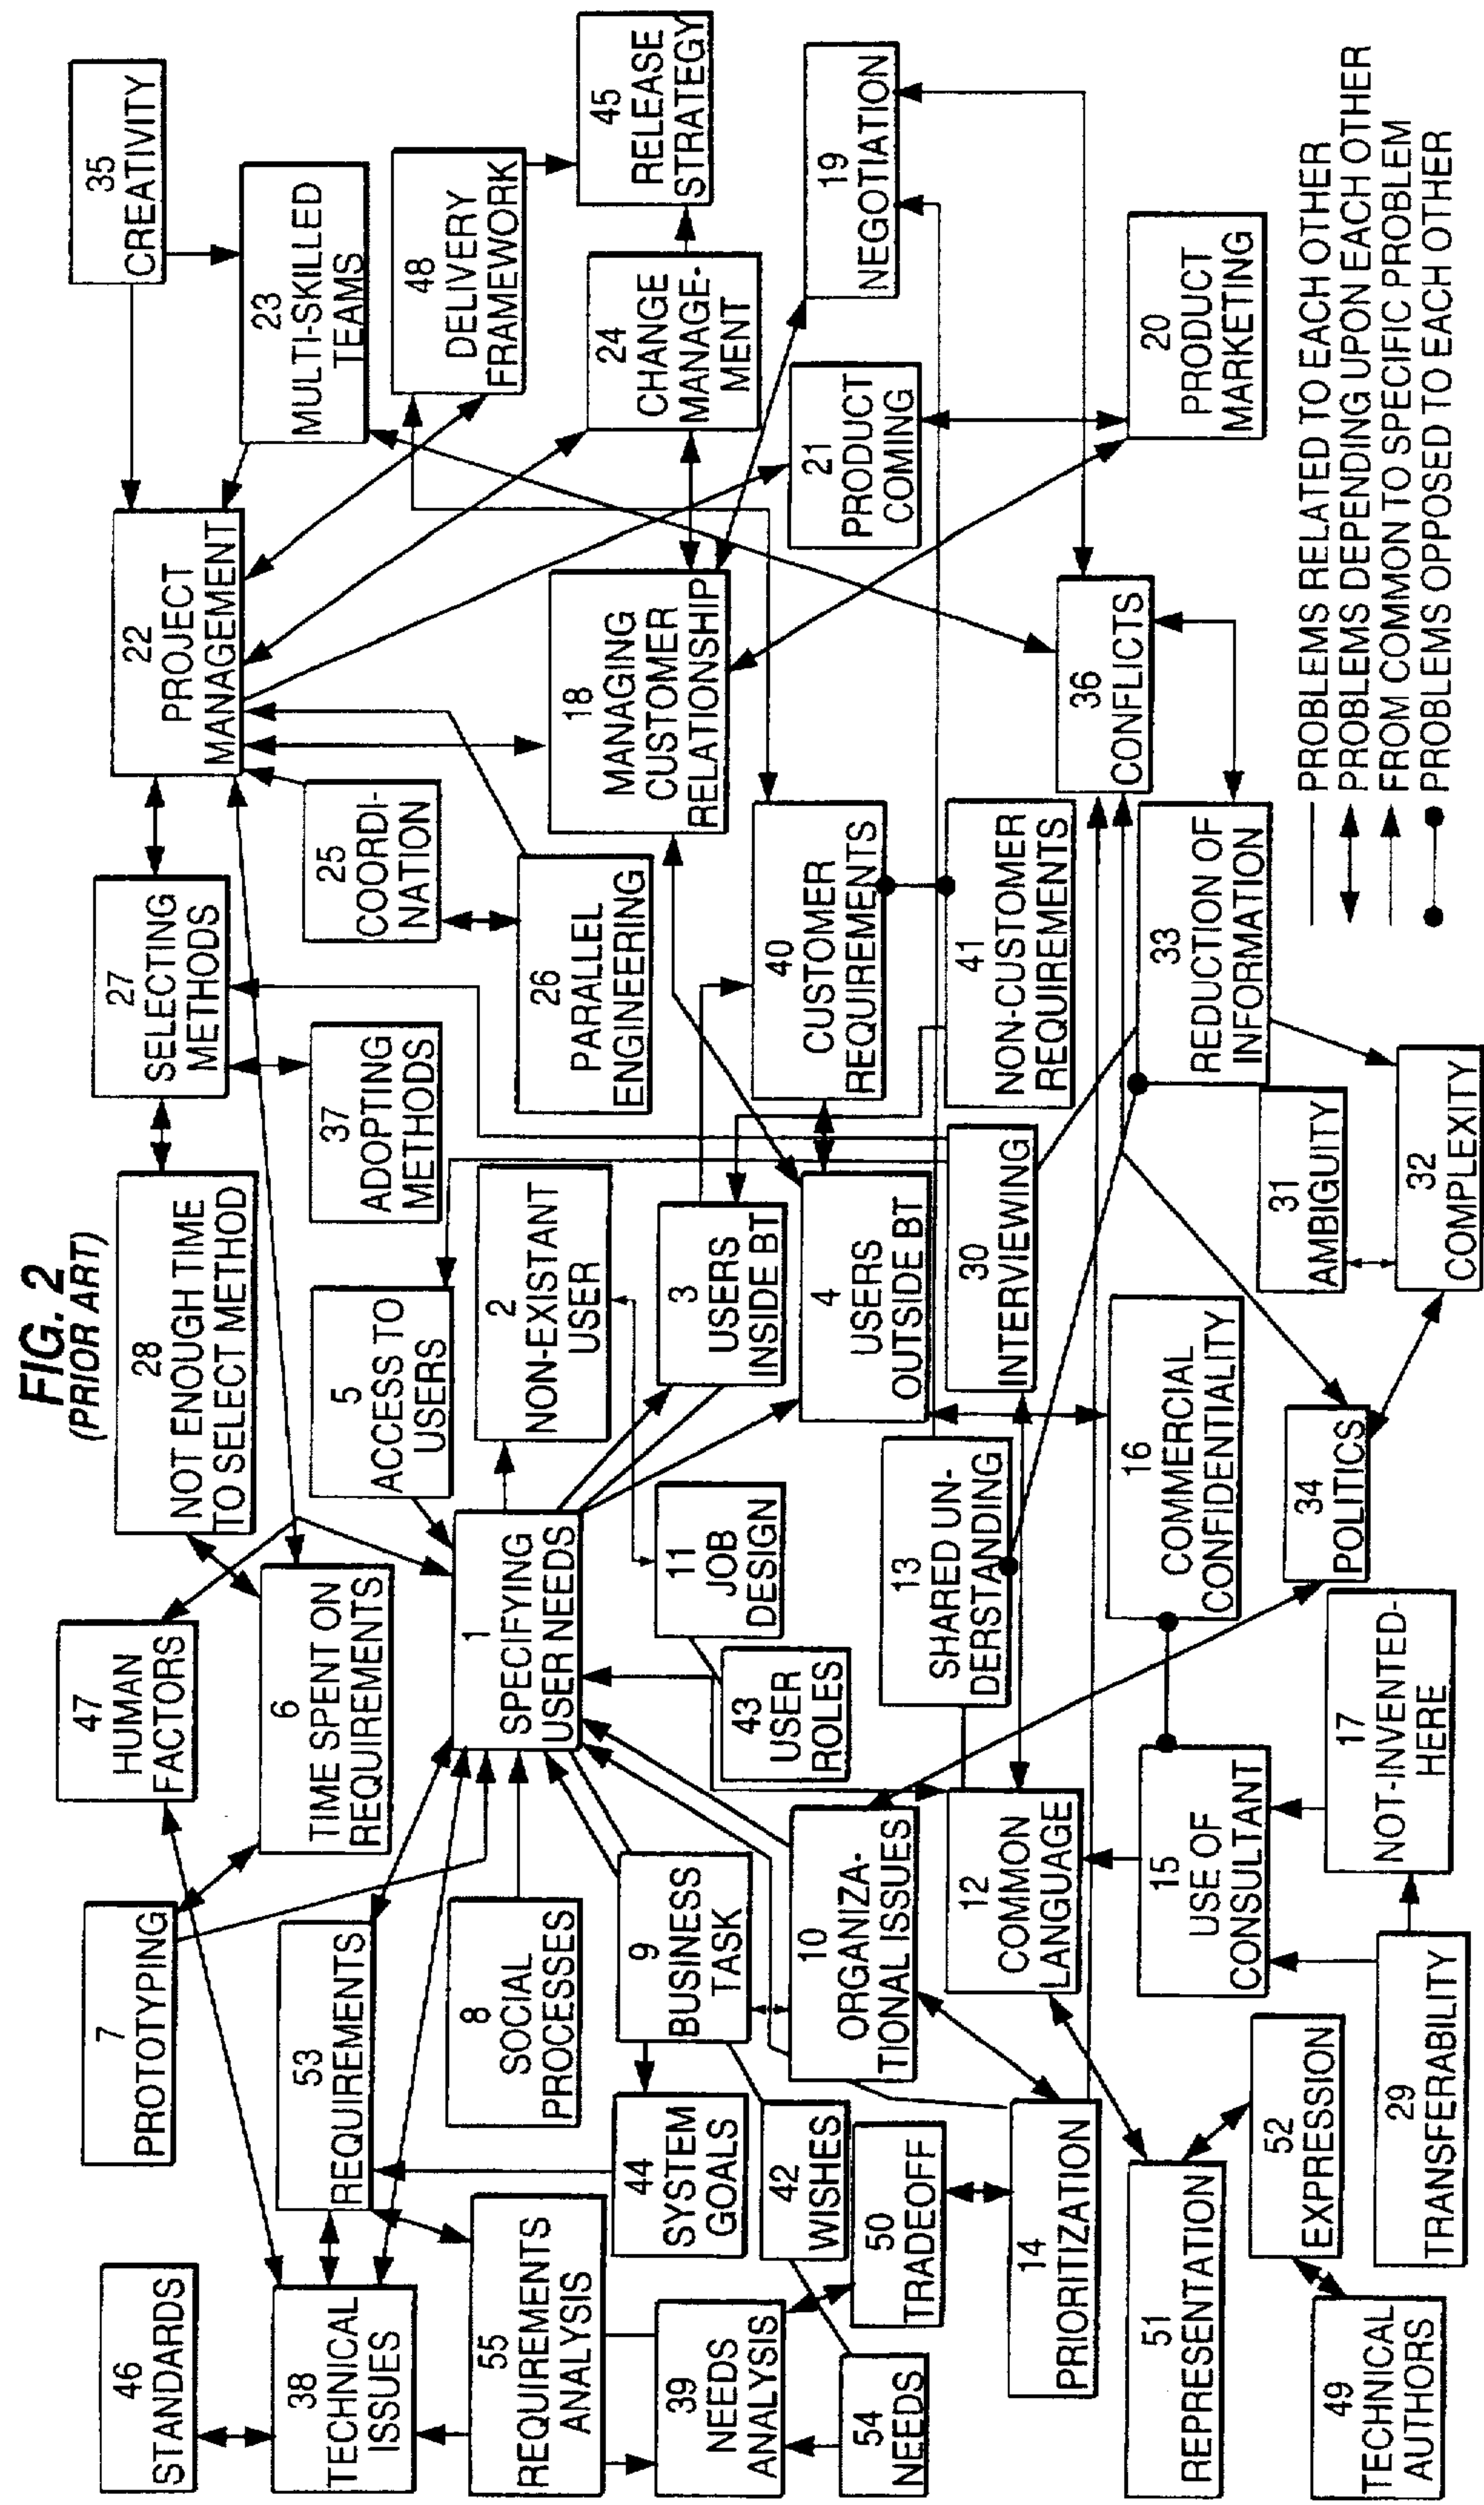 FIG. 2
(PRIOR ART)
46
STANDARDS
7
PROTOTYPING
47
HUMAN
FACTORS
28
NOT ENOUGH TIME
TO SELECT METHOD
27
SELECTING
METHODS
22
PROJECT
MANAGEMENT
35
CREATIVITY
38
TECHNICAL
ISSUES
53
REQUIREMENTS
6
TIME SPENT ON
REQUIREMENTS
5
ACCESS TO
USERS
37
ADOPTING
METHODS
25
COORDI-
NATION
23
MULTI-SKILLED
TEAMS
55
REQUIREMENTS
ANALYSIS
8
SOCIAL
PROCESSES
1
SPECIFYING
USER NEEDS
2
NON-EXISTANT
USER
26
PARALLEL
ENGINEERING
18
MANAGING
CUSTOMER
RELATIONSHIP
48
DELIVERY
FRAMEWORK
45
RELEASE
STRATEGY
24
CHANGE
MANAGE-
MENT
39
NEEDS
ANALYSIS
44
SYSTEM
GOALS
9
BUSINESS
TASK
11
JOB
DESIGN
43
USER
ROLES
3
USERS
INSIDE BT
4
USERS
OUTSIDE BT
40
CUSTOMER
REQUIREMENTS
21
PRODUCT
COMING
19
NEGOTIATION
54
NEEDS
42
WISHES
50
TRADEOFF
10
ORGANIZA-
TIONAL ISSUES
13
SHARED UN-
DERSTANDING
30
INTERVIEWING
41
NON-CUSTOMER
REQUIREMENTS
36
CONFLICTS
20
PRODUCT
MARKETING
14
PRIORITIZATION
12
COMMON
LANGUAGE
16
COMMERCIAL
CONFIDENTIALITY
33
REDUCTION OF
INFORMATION
51
REPRESENTATION
15
USE OF
CONSULTANT
34
POLITICS
31
AMBIGUITY
52
EXPRESSION
17
NOT-INVENTED-
HERE
32
COMPLEXITY
49
TECHNICAL
AUTHORS
29
TRANSFERABILITY
PROBLEMS RELATED TO EACH OTHER
PROBLEMS DEPENDING UPON EACH OTHER
FROM COMMON TO SPECIFIC PROBLEM
PROBLEMS OPPOSED TO EACH OTHER